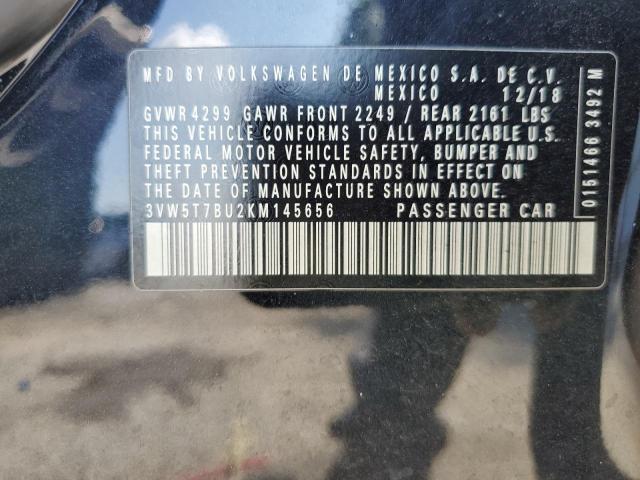 MFD BY VOLKSWAGEN DE MEXICO S.A. DE C.V.
MEXICO 12/18
GVWR 4299 GAWR FRONT 2249 / REAR 2161 LBS
THIS VEHICLE CONFORMS TO ALL APPLICABLE U.S.
FEDERAL MOTOR VEHICLE SAFETY, BUMPER AND
THEFT PREVENTION STANDARDS IN EFFECT ON
THE DATE OF MANUFACTURE SHOWN ABOVE.
3VW5T7BU2KM145656 PASSENGER CAR
0151466 3492 M